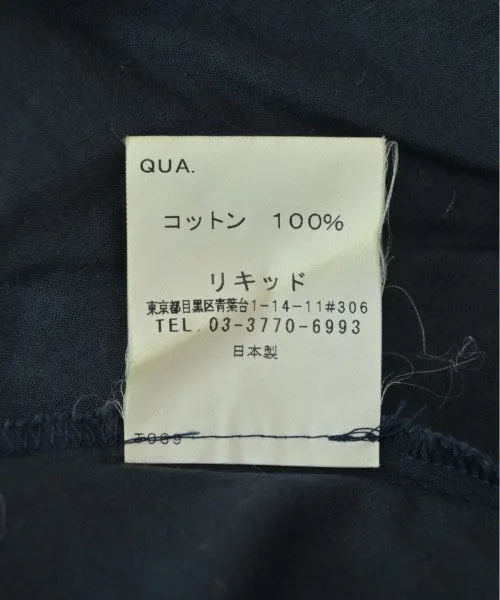 QUA.
コットン 100%
リキッド
東京都目黒区青葉台1-14-11#306
TEL. 03-3770-6993
日本製
T069